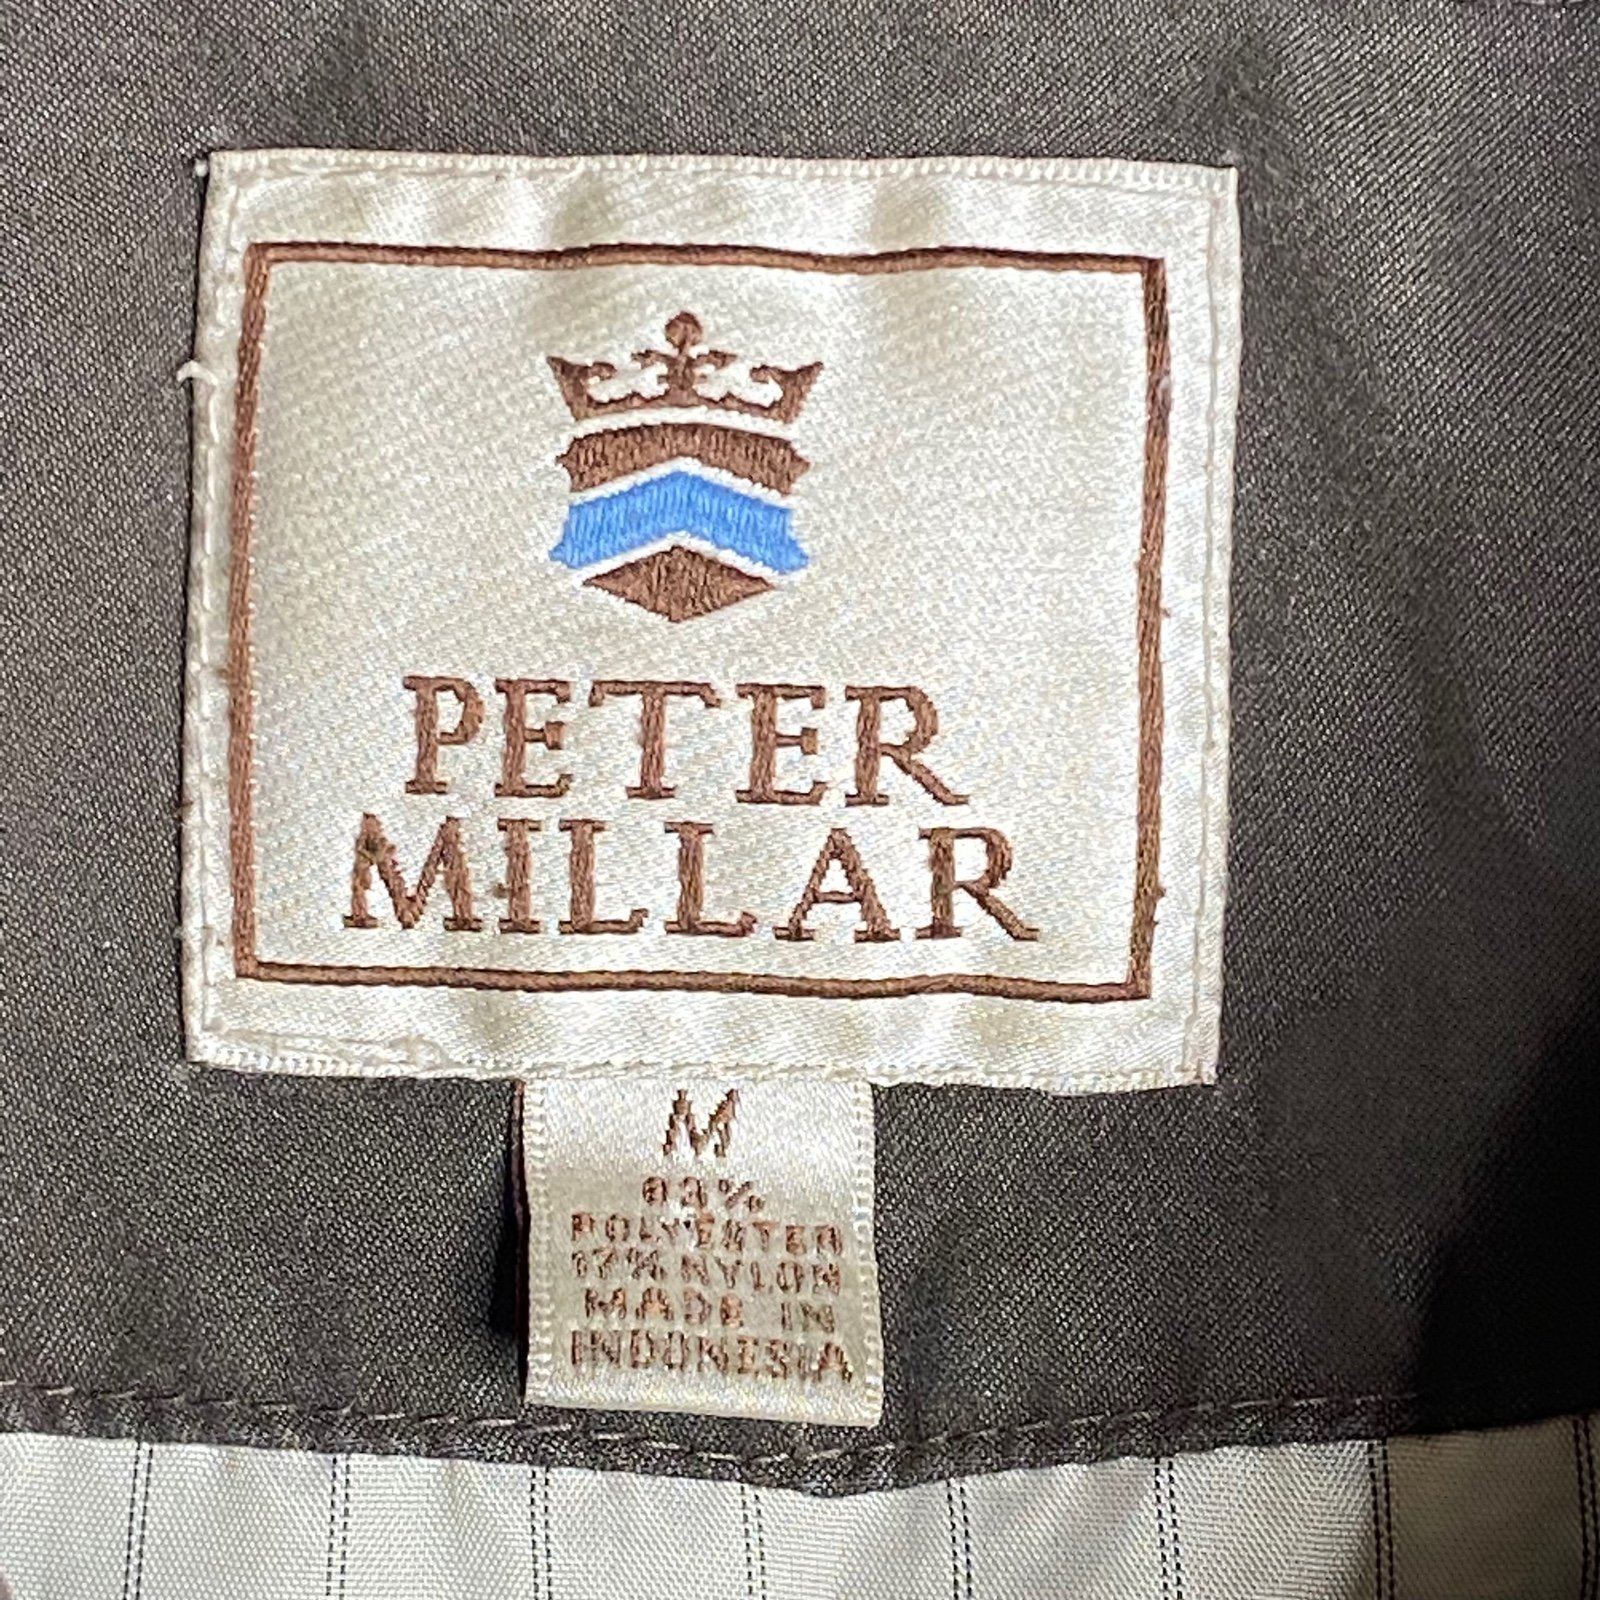 PETER
MILLAR
M
83%
POLYESTER
17% NYLON
MADE IN
INDONESIA